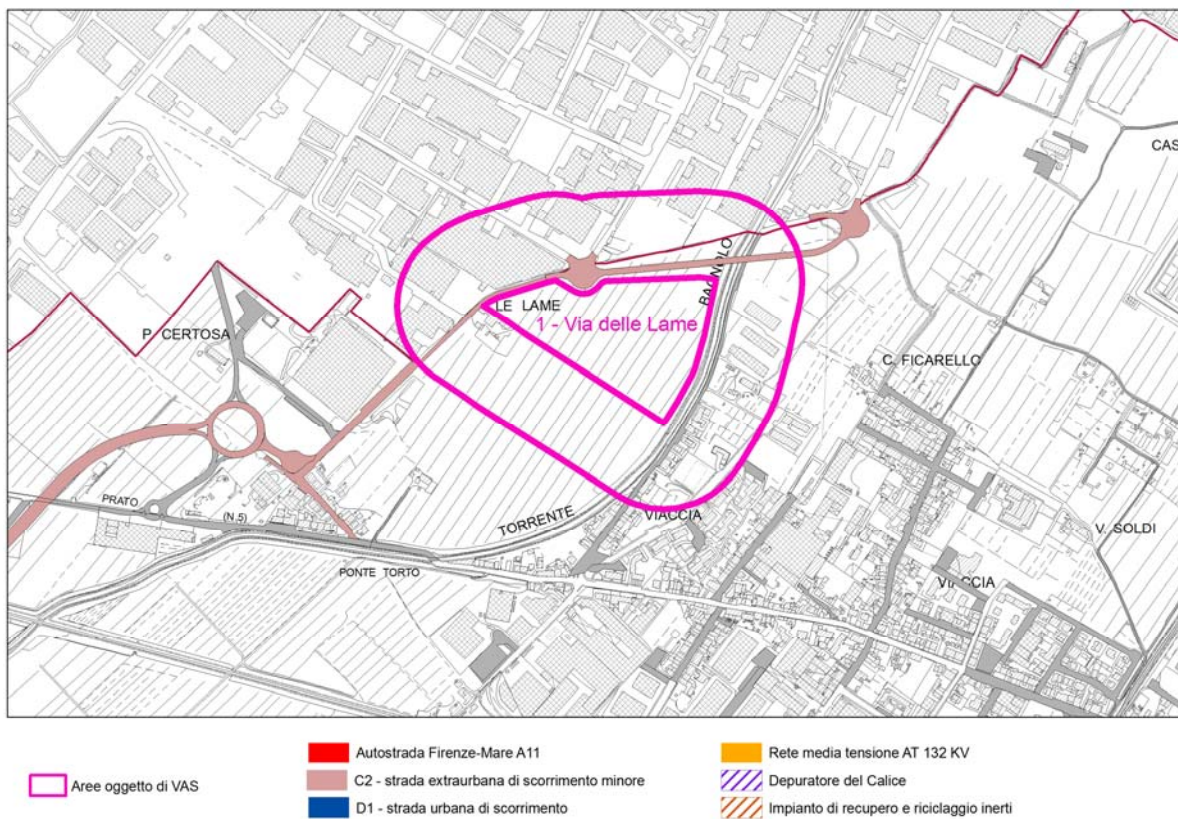 CAS
BAGNOLO
LE LAME
1 - Via delle Lame
P. CERTOSA
C. FICARELLO
PRATO
(N.5)
TORRENTE
VIACCIA
V. SOLDI
PONTE TORTO
VIACCIA
Aree oggetto di VAS
Autostrada Firenze-Mare A11
C2 - strada extraurbana di scorrimento minore
D1 - strada urbana di scorrimento
Rete media tensione AT 132 KV
Depuratore del Calice
Impianto di recupero e riciclaggio inerti